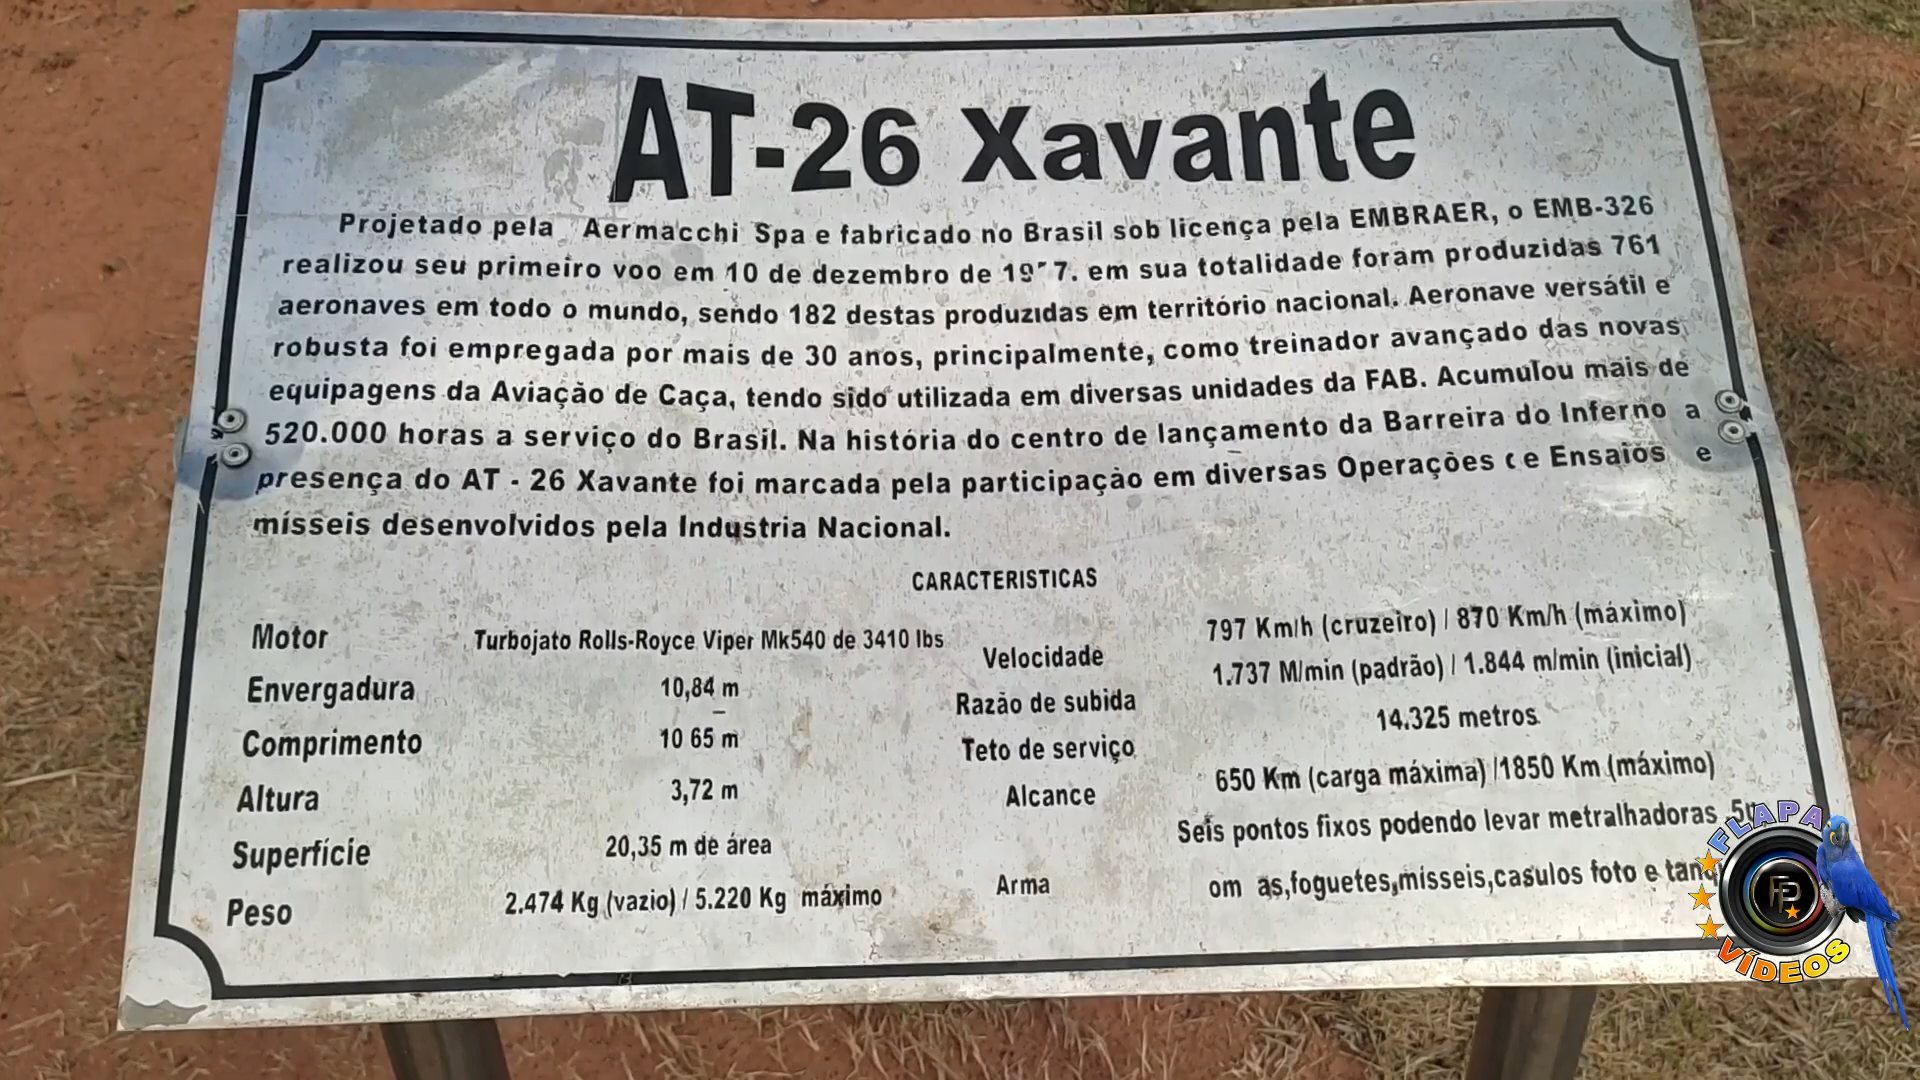 AT-26 Xavante
Projetado pela Aermacchi Spa e fabricado no Brasil sob licença pela EMBRAER, o EMB-326
realizou seu primeiro voo em 10 de dezembro de em sua totalidade foram produzidas 761
aeronaves em todo o mundo, sendo 182 destas produzidas em território nacional. Aeronave versátil e
robusta foi empregada por mais de 30 anos, principalmente, como treinador avançado das novas
equipagens da Aviação de Caça, tendo sido utilizada em diversas unidades da FAB. Acumulou mais de
520.000 horas a serviço do Brasil. Na história do centro de lançamento da Barreira do Inferno a
presença do AT - 26 Xavante foi marcada pela participação em diversas Operações Ensaios e
mísseis desenvolvidos pela Industria Nacional.
CARACTERISTICAS
Motor Turbojato Rolls-Royce Viper Mk540 de 3410 lbs
Envergadura 10,84 m
Comprimento 10 65 m
Altura 3,72 m
Superfície 20,35 m de área
Peso 2.474 Kg (vazio) / 5.220 Kg máximo
Velocidade 797 Km/h (cruzeiro) / 870 Km/h (máximo)
Razão de subida 1.737 M/min (padrão) / 1.844 m/min (inicial)
Teto de serviço 14.325 metros
Alcance 650 Km (carga máxima) /1850 Km (máximo)
Seis pontos fixos podendo levar metralhadoras
Arma as,foguetes,mísseis,casulos foto e
FLAPA
FP
VÍDEOS